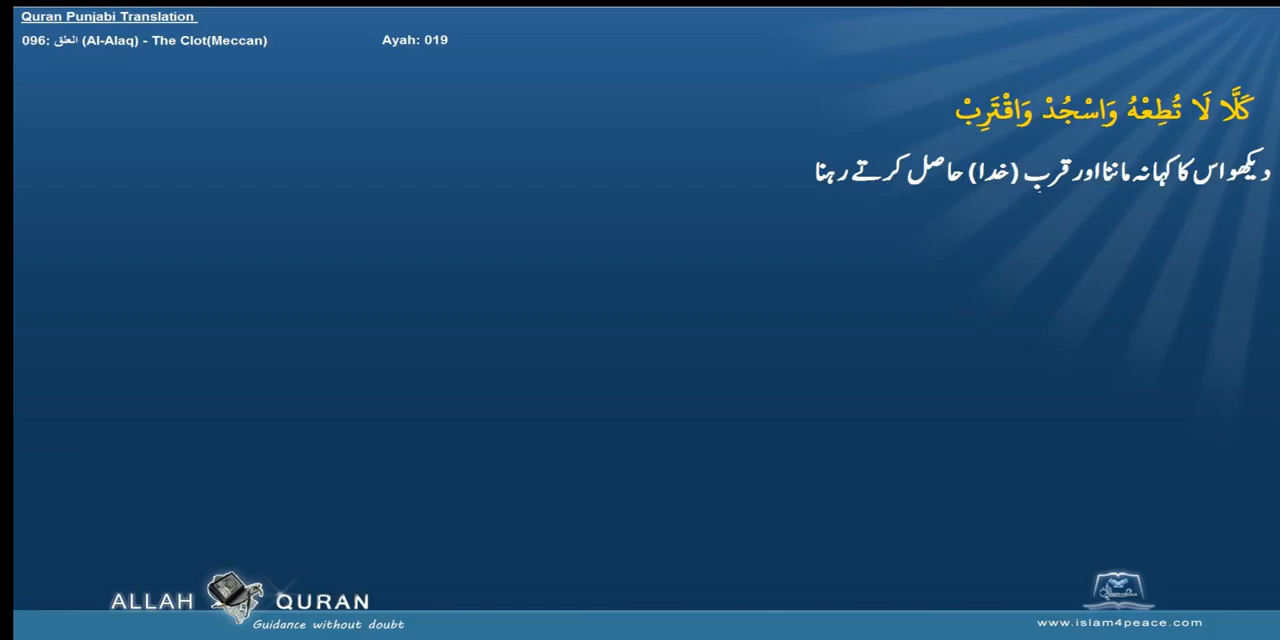 Quran Punjabi Translation
096: العلق (Al-Alaq) - The Clot(Meccan) Ayah: 019
كَلَّا لَا تُطِعْهُ وَاسْجُدْ وَاقْتَرِبْ
دیکھو اس کا کہا نہ ماننا اور قربِ (خدا) حاصل کرتے رہنا
ALLAH QURAN
Guidance without doubt
www.islam4peace.com